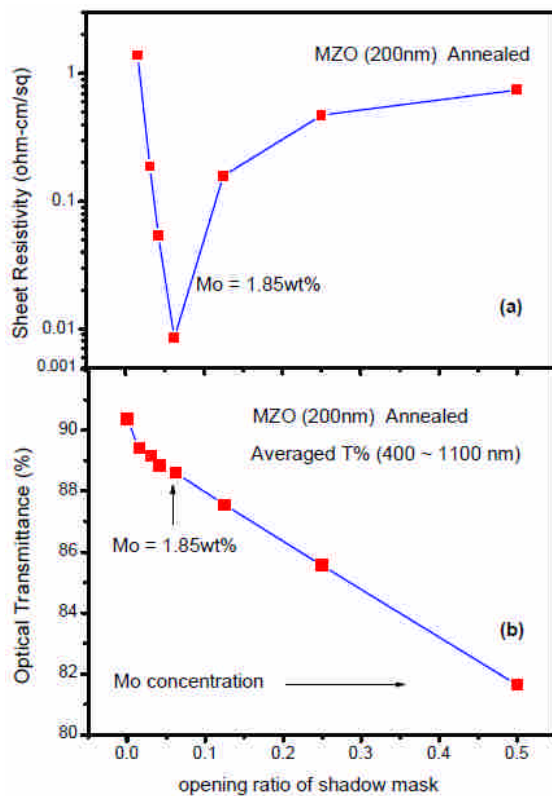 MZO (200nm) Annealed
1
0.1
0.01
0.001
Sheet Resistivity (ohm-cm/sq)
Mo = 1.85wt%
(a)
MZO (200nm) Annealed
Averaged T% (400 ~ 1100 nm)
90
88
86
84
82
80
Optical Transmittance (%)
Mo = 1.85wt%
(b)
Mo concentration
0.0 0.1 0.2 0.3 0.4 0.5
opening ratio of shadow mask